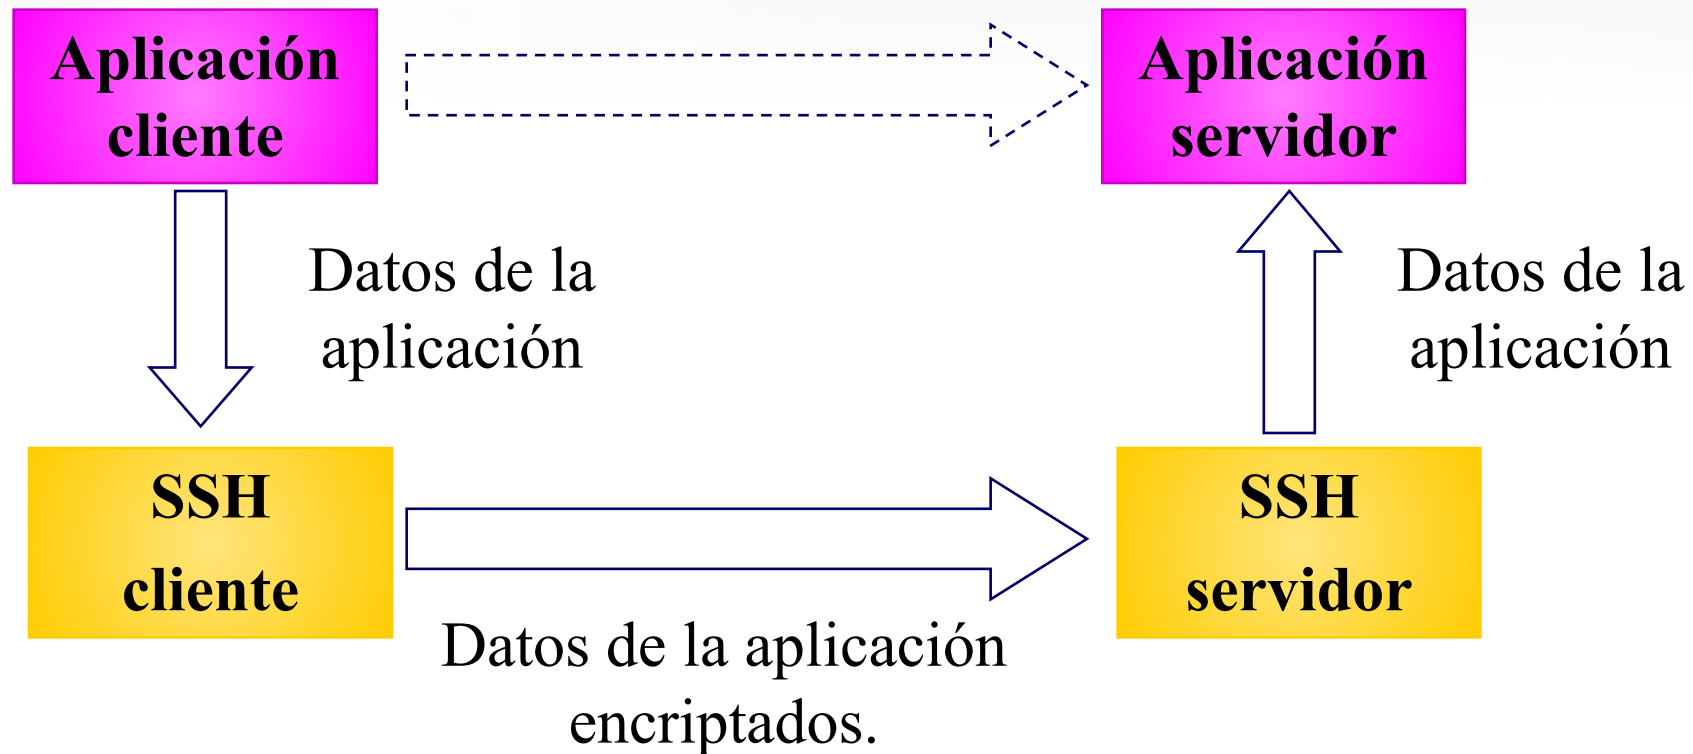 Aplicación
cliente
Aplicación
servidor
Datos de la
aplicación
Datos de la
aplicación
SSH
cliente
SSH
servidor
Datos de la aplicación
encriptados.